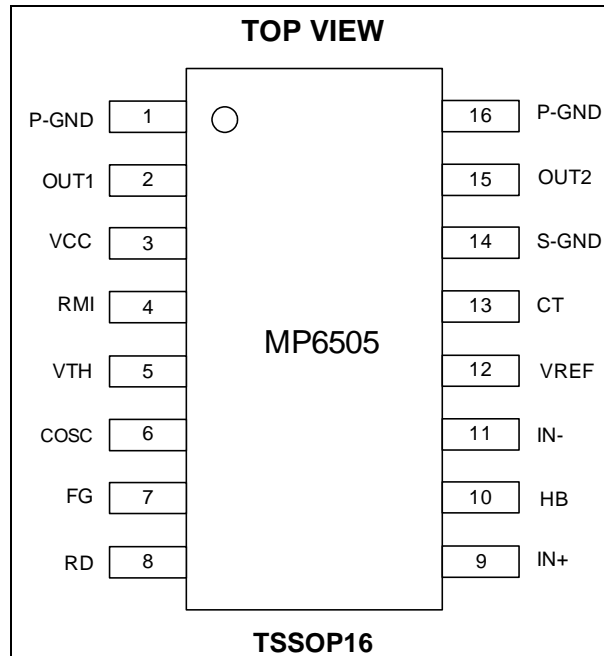 TOP VIEW
P-GND 1 16 P-GND
OUT1 2 15 OUT2
VCC 3 14 S-GND
RMI 4 13 CT
MP6505
VTH 5 12 VREF
COSC 6 11 IN-
FG 7 10 HB
RD 8 9 IN+
TSSOP16